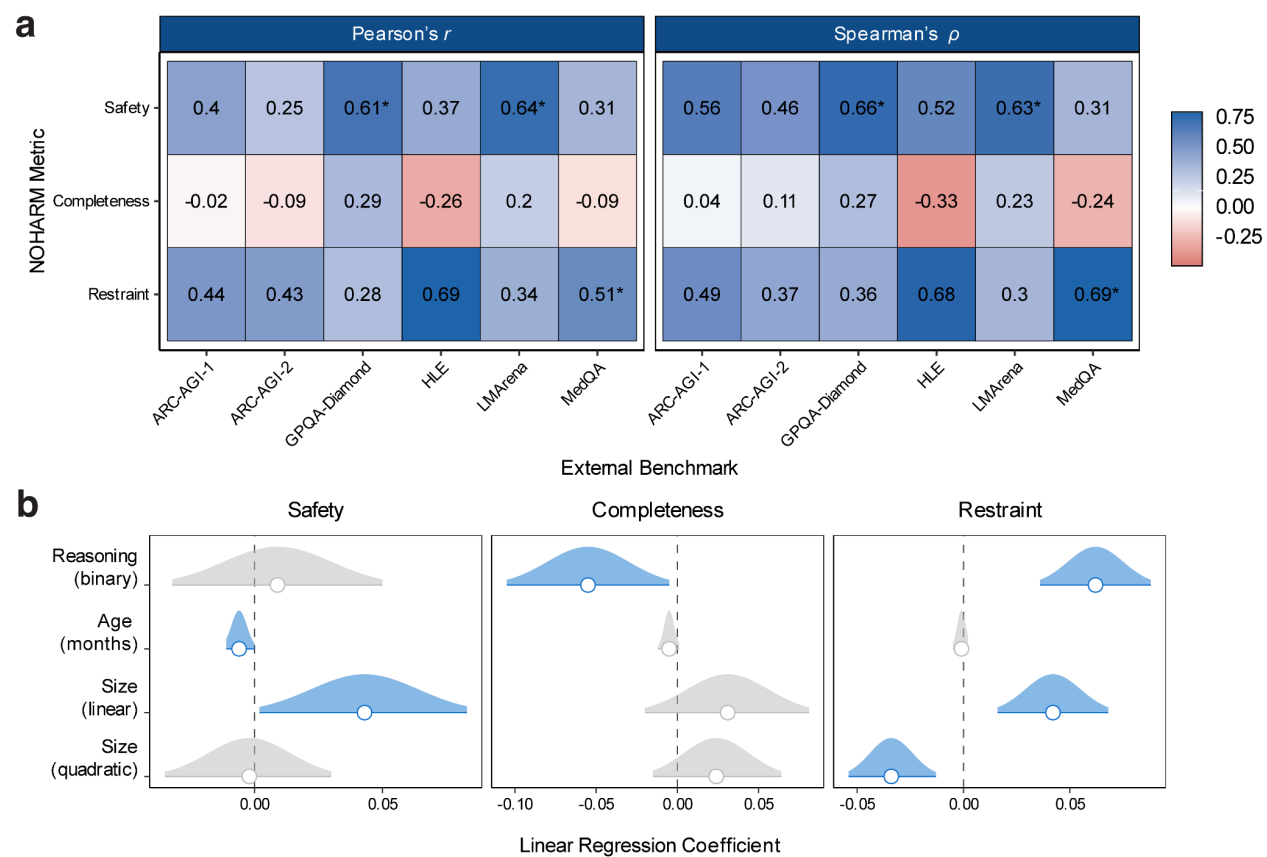 a
Pearson's r
Spearman's ρ
NOHARM Metric
Safety
0.4 0.25 0.61* 0.37 0.64* 0.31
0.56 0.46 0.66* 0.52 0.63* 0.31
Completeness
-0.02 -0.09 0.29 -0.26 0.2 -0.09
0.04 0.11 0.27 -0.33 0.23 -0.24
Restraint
0.44 0.43 0.28 0.69 0.34 0.51*
0.49 0.37 0.36 0.68 0.3 0.69*
0.75
0.50
0.25
0.00
-0.25
ARC-AGI-1
ARC-AGI-2
GPQA-Diamond
HLE
LMArena
MedQA
ARC-AGI-1
ARC-AGI-2
GPQA-Diamond
HLE
LMArena
MedQA
External Benchmark
b
Safety
Completeness
Restraint
Reasoning
(binary)
Age
(months)
Size
(linear)
Size
(quadratic)
0.00 0.05
-0.10 -0.05 0.00 0.05
-0.05 0.00 0.05
Linear Regression Coefficient